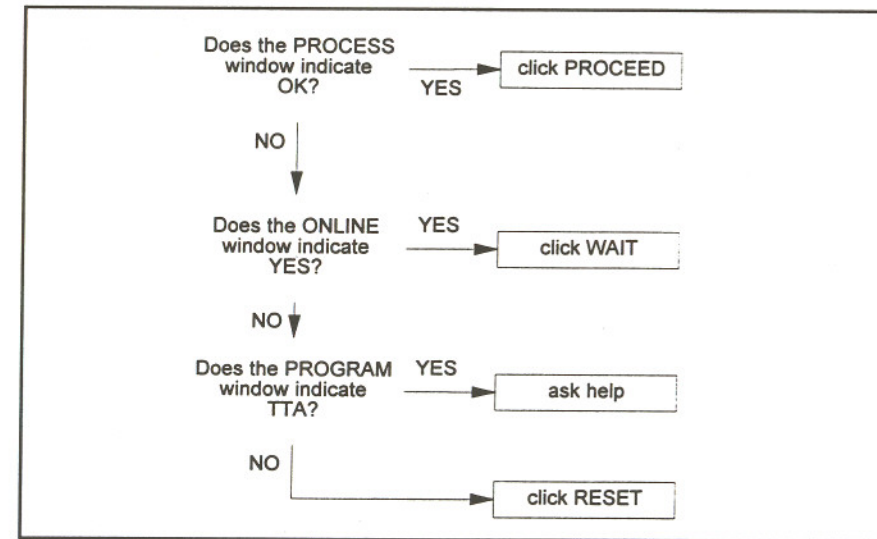 Does the PROCESS
window indicate
OK?
YES
click PROCEED
NO
Does the ONLINE
window indicate
YES?
YES
click WAIT
NO
Does the PROGRAM
window indicate
TTA?
YES
ask help
NO
click RESET